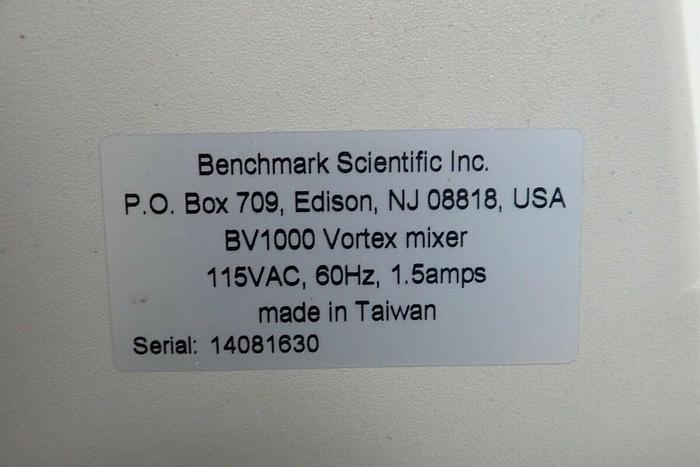 Benchmark Scientific Inc.
P.O. Box 709, Edison, NJ 08818, USA
BV1000 Vortex mixer
115VAC, 60Hz, 1.5amps
made in Taiwan
Serial: 14081630